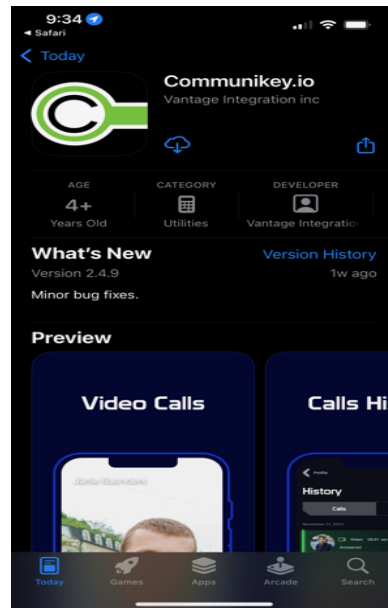 9:34
◀ Safari
Today
Communikey.io
Vantage Integration inc
AGE
4+
Years Old
CATEGORY
Utilities
DEVELOPER
Vantage Integratio
What's New
Version History
Version 2.4.9
1w ago
Minor bug fixes.
Preview
Video Calls
Calls Hi
Profile
History
Calls
Today
Games
Apps
Arcade
Search